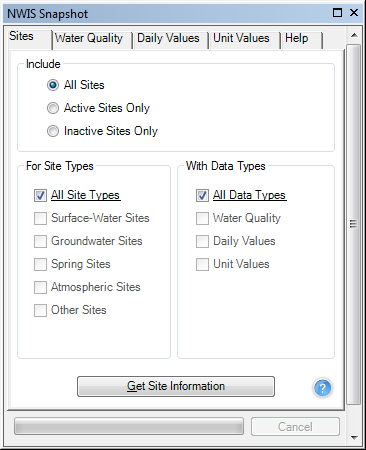 NWIS Snapshot
Sites Water Quality Daily Values Unit Values Help
Include
All Sites
Active Sites Only
Inactive Sites Only
For Site Types
All Site Types
Surface-Water Sites
Groundwater Sites
Spring Sites
Atmospheric Sites
Other Sites
With Data Types
All Data Types
Water Quality
Daily Values
Unit Values
Get Site Information
?
Cancel